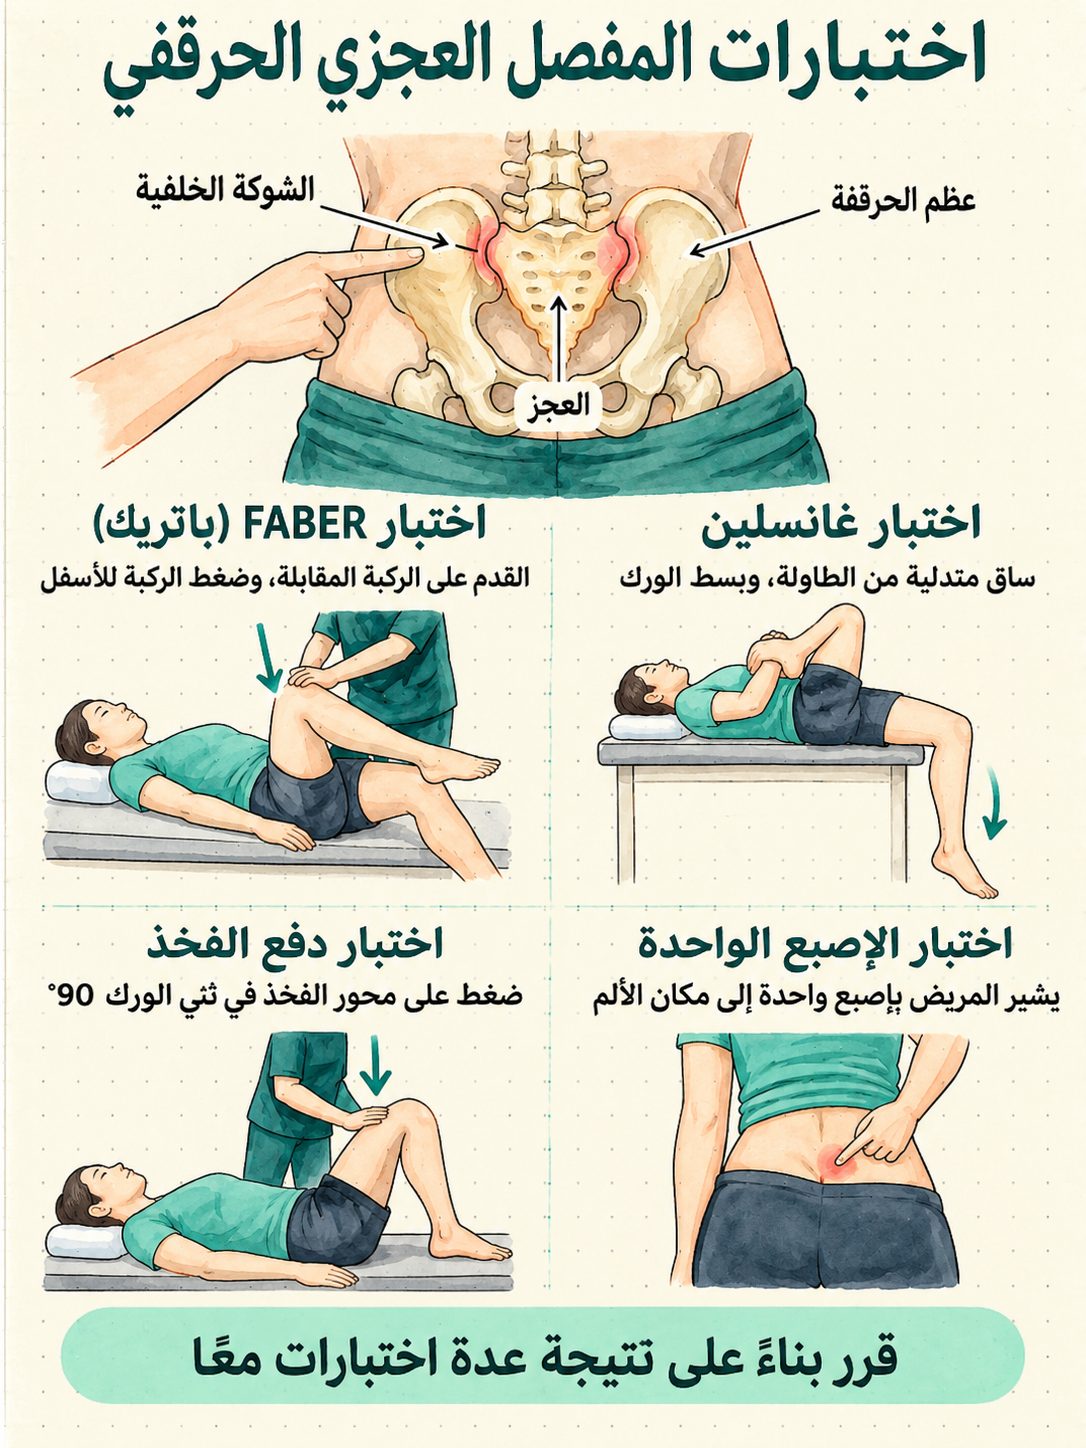 اختبارات المفصل العجزي الحرقفي
عظم الحرقفة
الشوكة الخلفية
العجز
اختبار غانسلين
ساق متدلية من الطاولة، وبسط الورك
اختبار FABER (باتريك)
القدم على الركبة المقابلة، وضغط الركبة للأسفل
اختبار الإصبع الواحدة
يشير المريض بإصبع واحدة إلى مكان الألم
اختبار دفع الفخذ
ضغط على محور الفخذ في ثني الورك 90°
قرر بناءً على نتيجة عدة اختبارات معًا